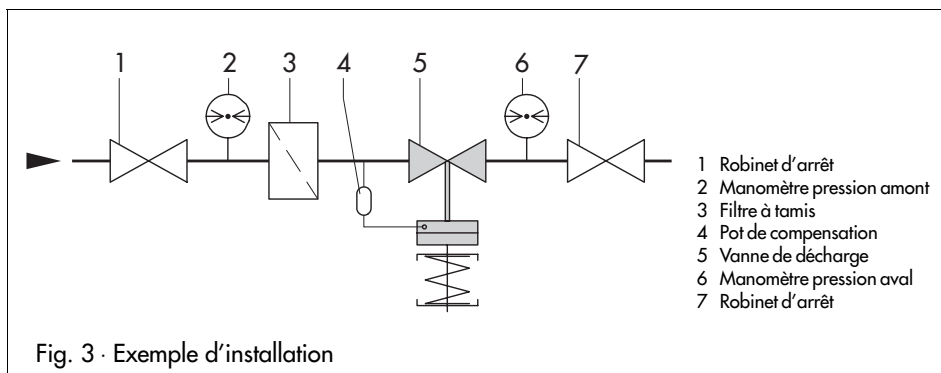 1 2 3 4 5 6 7
1 Robinet d'arrêt
2 Manomètre pression amont
3 Filtre à tamis
4 Pot de compensation
5 Vanne de décharge
6 Manomètre pression aval
7 Robinet d'arrêt
Fig. 3 · Exemple d'installation